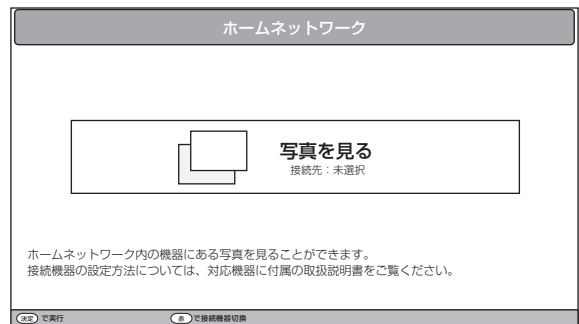 ホームネットワーク
写真を見る
接続先：未選択
ホームネットワーク内の機器にある写真を見ることができます。
接続機器の設定方法については、対応機器に付属の取扱説明書をご覧ください。
決定 で実行 赤 で接続機器切換